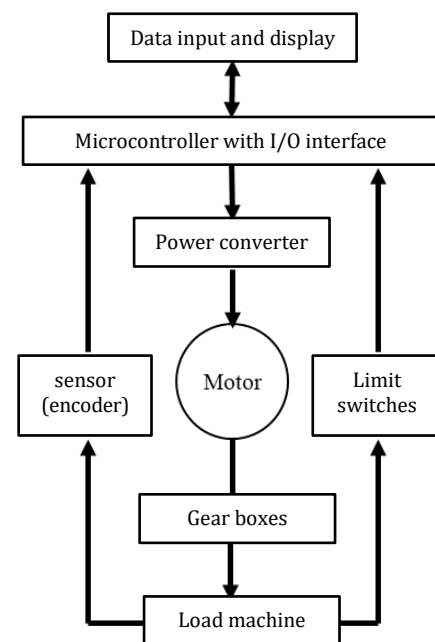 Data input and display
Microcontroller with I/O interface
Power converter
sensor
(encoder)
Motor
Limit
switches
Gear boxes
Load machine